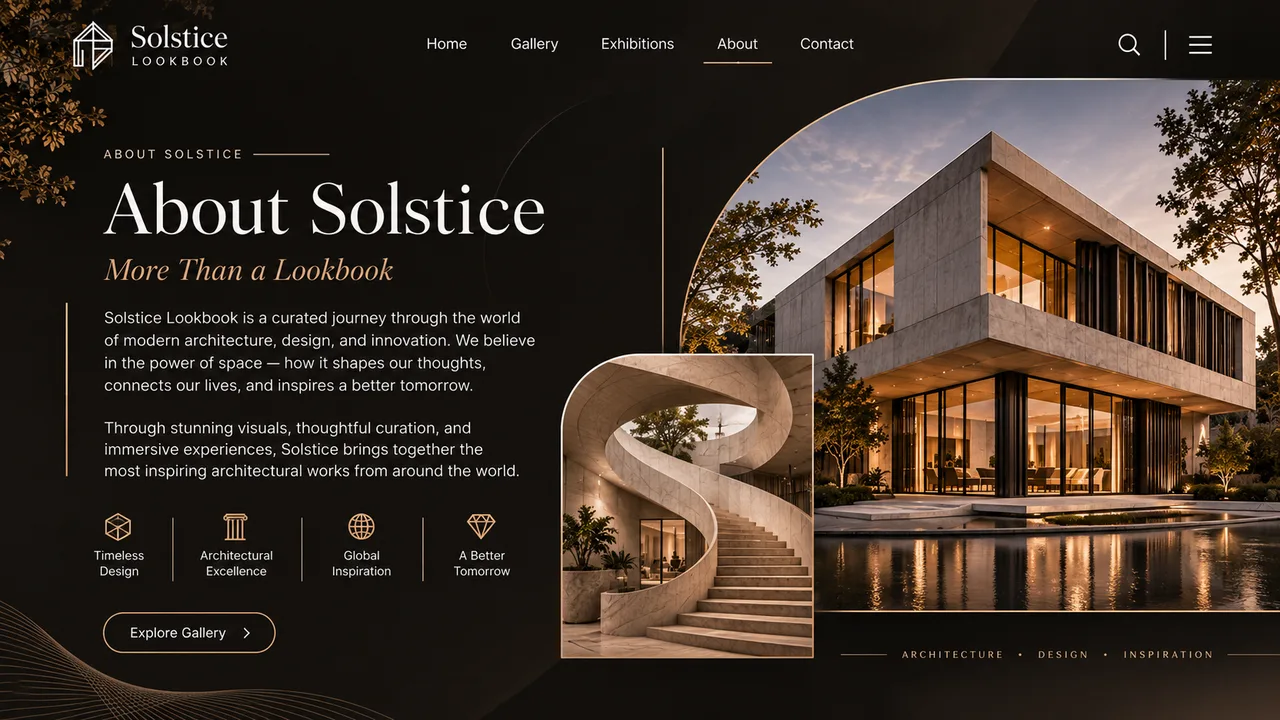 Solstice
LOOKBOOK
Home
Gallery
Exhibitions
About
Contact
ABOUT SOLSTICE
About Solstice
More Than a Lookbook
Solstice Lookbook is a curated journey through the world
of modern architecture, design, and innovation. We believe
in the power of space — how it shapes our thoughts,
connects our lives, and inspires a better tomorrow.
Through stunning visuals, thoughtful curation, and
immersive experiences, Solstice brings together the
most inspiring architectural works from around the world.
Timeless
Design
Architectural
Excellence
Global
Inspiration
A Better
Tomorrow
Explore Gallery
ARCHITECTURE • DESIGN • INSPIRATION